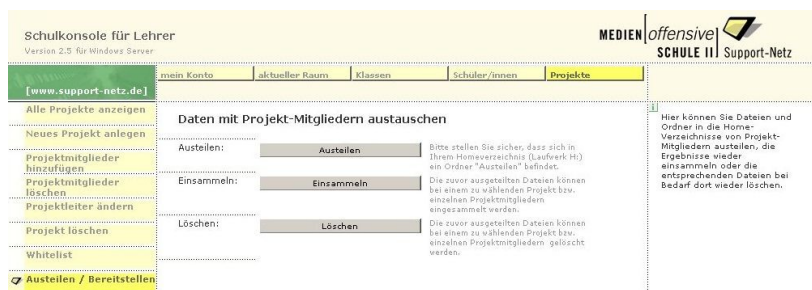 Schulkonsole für Lehrer
Version 2.5 für Windows Server
MEDIEN offensive
SCHULE II Support-Netz
[www.support-netz.de]
mein Konto
aktueller Raum
Klassen
Schüler/innen
Projekte
Alle Projekte anzeigen
Neues Projekt anlegen
Projektmitglieder
hinzufügen
Projektmitglieder
löschen
Projektleiter ändern
Projekt löschen
Whitelist
Austeilen / Bereitstellen
Daten mit Projekt-Mitgliedern austauschen
Austeilen:
Austeilen
Bitte stellen Sie sicher, dass sich in
Ihrem Homeverzeichnis (Laufwerk H:)
ein Ordner "Austeilen" befindet.
Einsammeln:
Einsammeln
Die zuvor ausgeteilten Dateien können
bei einem zu wählenden Projekt bzw.
einzelnen Projektmitgliedern
eingesammelt werden.
Löschen:
Löschen
Die zuvor ausgeteilten Dateien können
bei einem zu wählenden Projekt bzw.
einzelnen Projektmitgliedern gelöscht
werden.
i
Hier können Sie Dateien und
Ordner in die Home-
Verzeichnisse von Projekt-
Mitgliedern austeilen, die
Ergebnisse wieder
einsammeln oder die
entsprechenden Dateien bei
Bedarf dort wieder löschen.